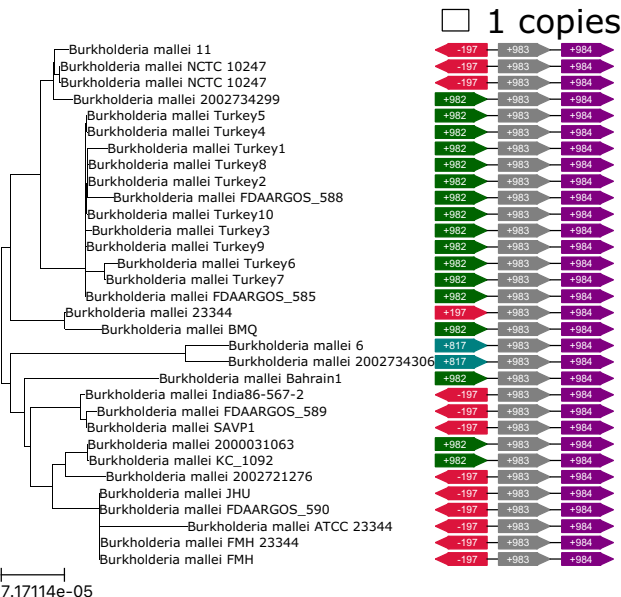 1 copies
Burkholderia mallei 11 -197 +983 +984
Burkholderia mallei NCTC 10247 -197 +983 +984
Burkholderia mallei NCTC 10247 -197 +983 +984
Burkholderia mallei 2002734299 +982 +983 +984
Burkholderia mallei Turkey5 +982 +983 +984
Burkholderia mallei Turkey4 +982 +983 +984
Burkholderia mallei Turkey1 +982 +983 +984
Burkholderia mallei Turkey8 +982 +983 +984
Burkholderia mallei Turkey2 +982 +983 +984
Burkholderia mallei FDAARGOS_588 +982 +983 +984
Burkholderia mallei Turkey10 +982 +983 +984
Burkholderia mallei Turkey3 +982 +983 +984
Burkholderia mallei Turkey9 +982 +983 +984
Burkholderia mallei Turkey6 +982 +983 +984
Burkholderia mallei Turkey7 +982 +983 +984
Burkholderia mallei FDAARGOS_585 +982 +983 +984
Burkholderia mallei 23344 +197 +983 +984
Burkholderia mallei BMQ +982 +983 +984
Burkholderia mallei 6 +817 +983 +984
Burkholderia mallei 2002734306 +817 +983 +984
Burkholderia mallei Bahrain1 +982 +983 +984
Burkholderia mallei India86-567-2 -197 +983 +984
Burkholderia mallei FDAARGOS_589 -197 +983 +984
Burkholderia mallei SAVP1 -197 +983 +984
Burkholderia mallei 2000031063 +982 +983 +984
Burkholderia mallei KC_1092 +982 +983 +984
Burkholderia mallei 2002721276 -197 +983 +984
Burkholderia mallei JHU -197 +983 +984
Burkholderia mallei FDAARGOS_590 -197 +983 +984
Burkholderia mallei ATCC 23344 -197 +983 +984
Burkholderia mallei FMH 23344 -197 +983 +984
Burkholderia mallei FMH -197 +983 +984
7.17114e-05